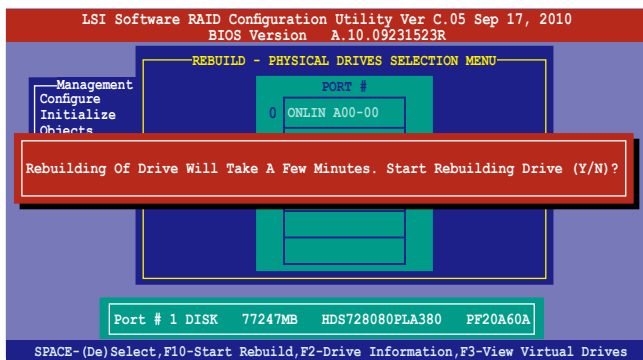 LSI Software RAID Configuration Utility Ver C.05 Sep 17, 2010
BIOS Version A.10.09231523R
REBUILD - PHYSICAL DRIVES SELECTION MENU
Management
PORT #
Configure
Initialize
0 ONLIN A00-00
Objects
Rebuilding Of Drive Will Take A Few Minutes. Start Rebuilding Drive (Y/N)?
Port # 1 DISK 77247MB HDS728080PLA380 PF20A60A
SPACE-(De)Select,F10-Start Rebuild,F2-Drive Information,F3-View Virtual Drives